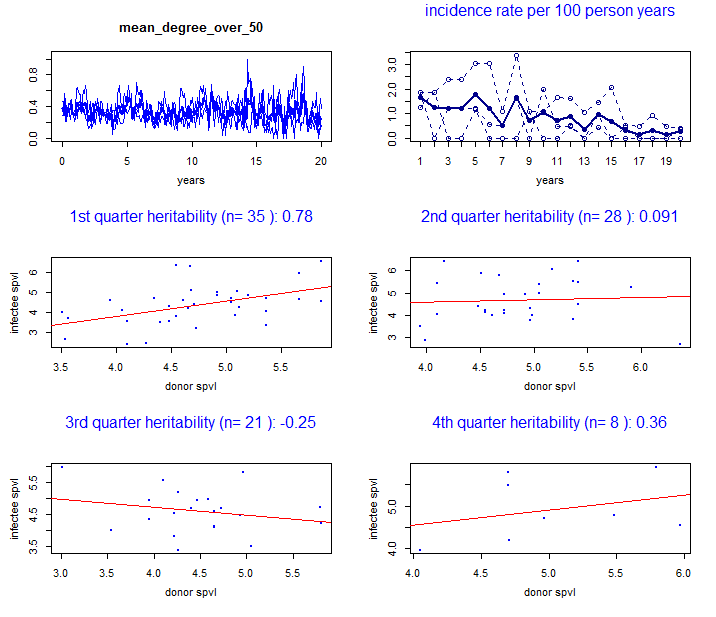 mean_degree_over_50
0.0 0.4 0.8
0 5 10 15 20
years
incidence rate per 100 person years
0.0 1.0 2.0 3.0
1 3 5 7 9 11 13 15 17 19
years
1st quarter heritability (n= 35 ): 0.78
infectee spvl
3 4 5 6
3.5 4.0 4.5 5.0 5.5
donor spvl
2nd quarter heritability (n= 28 ): 0.091
infectee spvl
3 4 5 6
4.0 4.5 5.0 5.5 6.0
donor spvl
3rd quarter heritability (n= 21 ): -0.25
infectee spvl
3.5 4.5 5.5
3.0 3.5 4.0 4.5 5.0 5.5
donor spvl
4th quarter heritability (n= 8 ): 0.36
infectee spvl
4.0 5.0
4.0 4.5 5.0 5.5 6.0
donor spvl